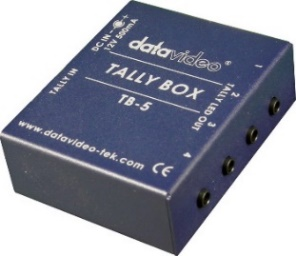 DC IN
12V 500mA
TALLY IN
datavideo
TALLY BOX
TB-5
www.datavideo-tek.com
CE
TALLY LED OUT
1
2
3
4